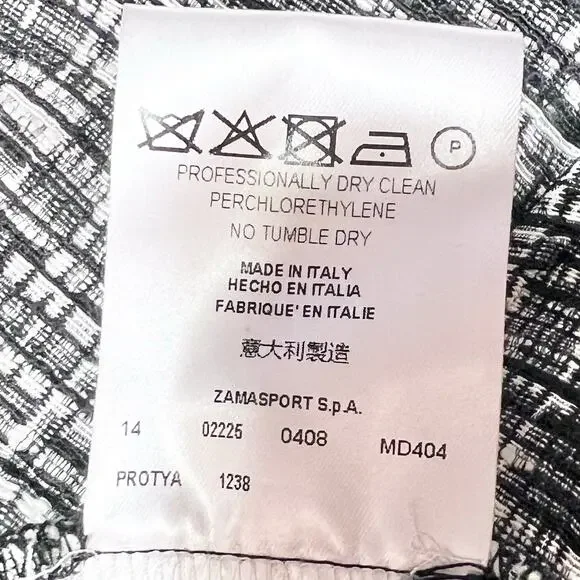 P
PROFESSIONALLY DRY CLEAN
PERCHLORETHYLENE
NO TUMBLE DRY
MADE IN ITALY
HECHO EN ITALIA
FABRIQUE' EN ITALIE
意大利製造
ZAMASPORT S.p.A.
14 02225 0408 MD404
PROTYA 1238